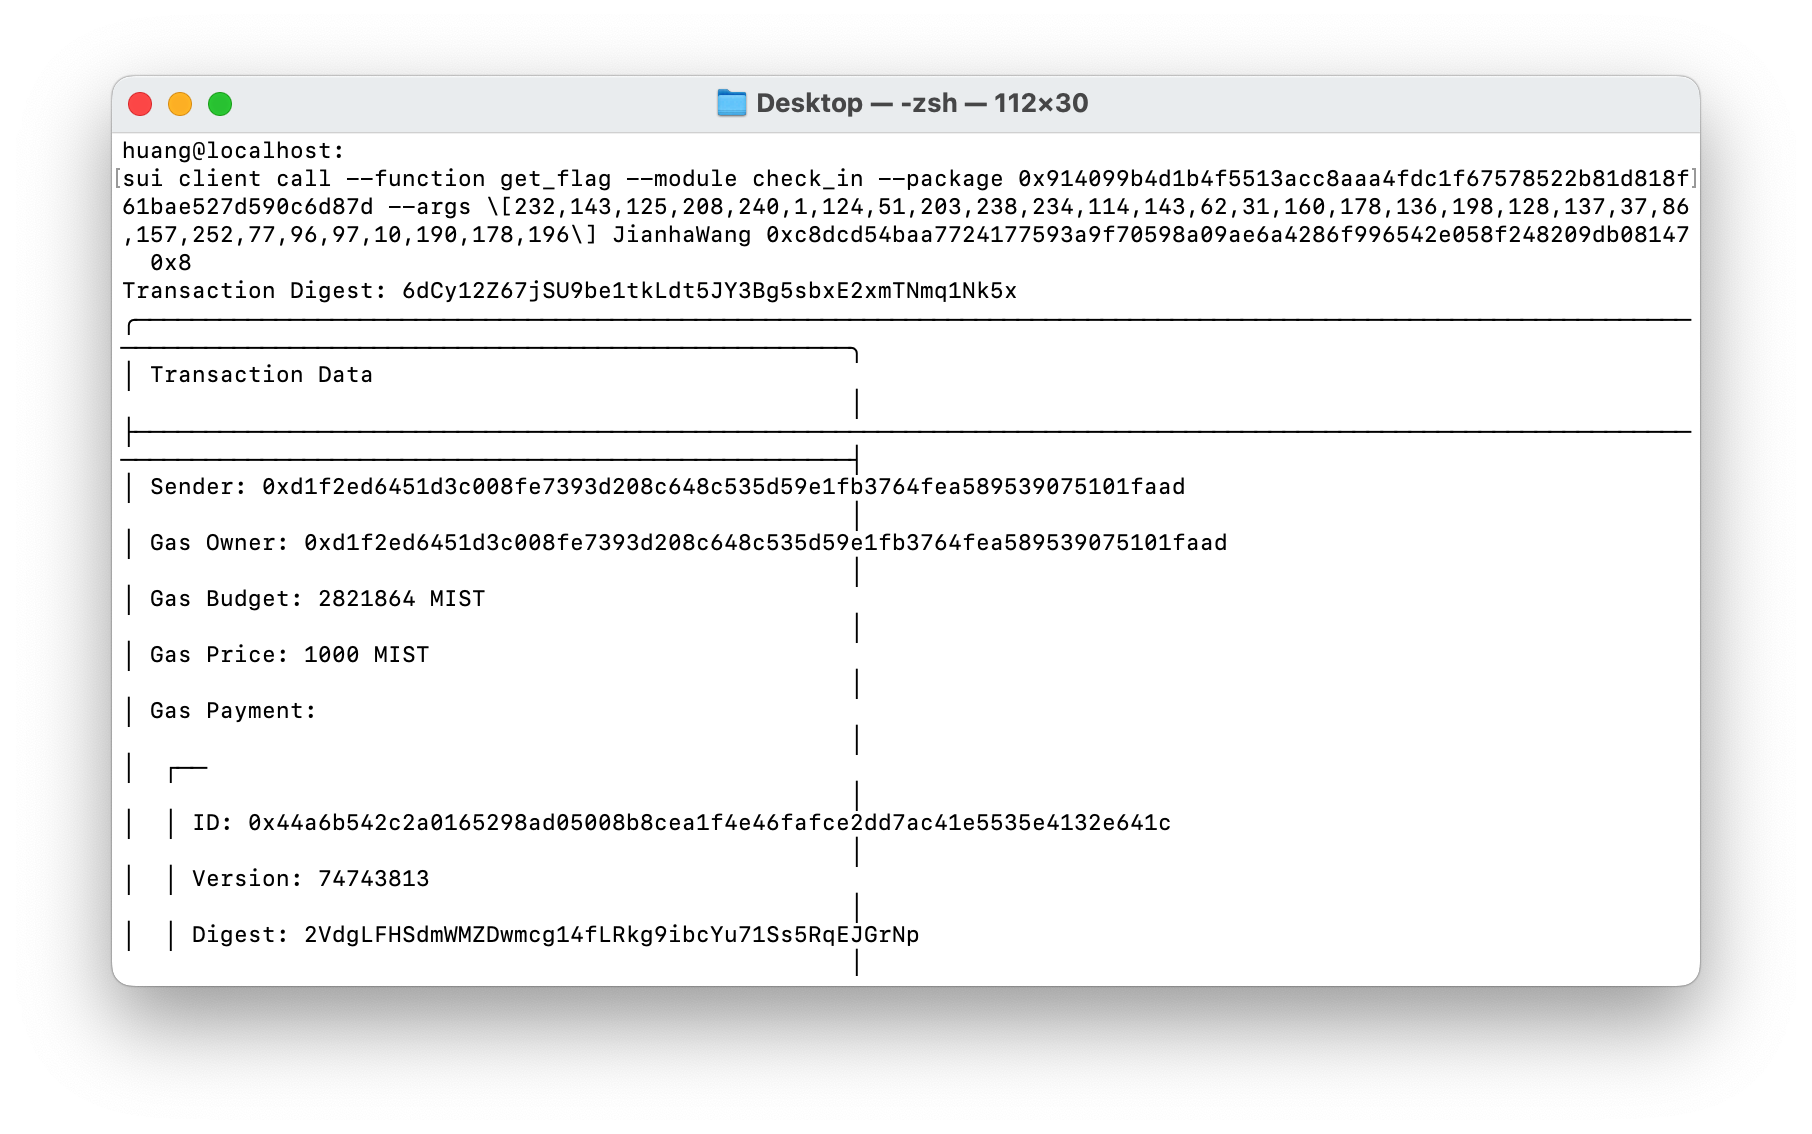 Desktop — -zsh — 112×30
huang@localhost:
[sui client call --function get_flag --module check_in --package 0x914099b4d1b4f5513acc8aaa4fdc1f67578522b81d818f]
61bae527d590c6d87d --args \[232,143,125,208,240,1,124,51,203,238,234,114,143,62,31,160,178,136,198,128,137,37,86
,157,252,77,96,97,10,190,178,196\] JianhaWang 0xc8dcd54baa7724177593a9f70598a09ae6a4286f996542e058f248209db08147
0x8
Transaction Digest: 6dCy12Z67jSU9be1tkLdt5JY3Bg5sbxE2xmTNmq1Nk5x
Transaction Data
Sender: 0xd1f2ed6451d3c008fe7393d208c648c535d59e1fb3764fea589539075101faad
Gas Owner: 0xd1f2ed6451d3c008fe7393d208c648c535d59e1fb3764fea589539075101faad
Gas Budget: 2821864 MIST
Gas Price: 1000 MIST
Gas Payment:
ID: 0x44a6b542c2a0165298ad05008b8cea1f4e46fafce2dd7ac41e5535e4132e641c
Version: 74743813
Digest: 2VdgLFHSdmWMZDwmcg14fLRkg9ibcYu71Ss5RqEJGrNp